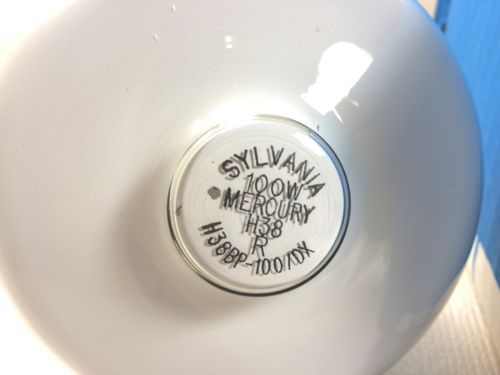 SYLVANIA
100W
MERCURY
H38
R
H38BP-100/DX